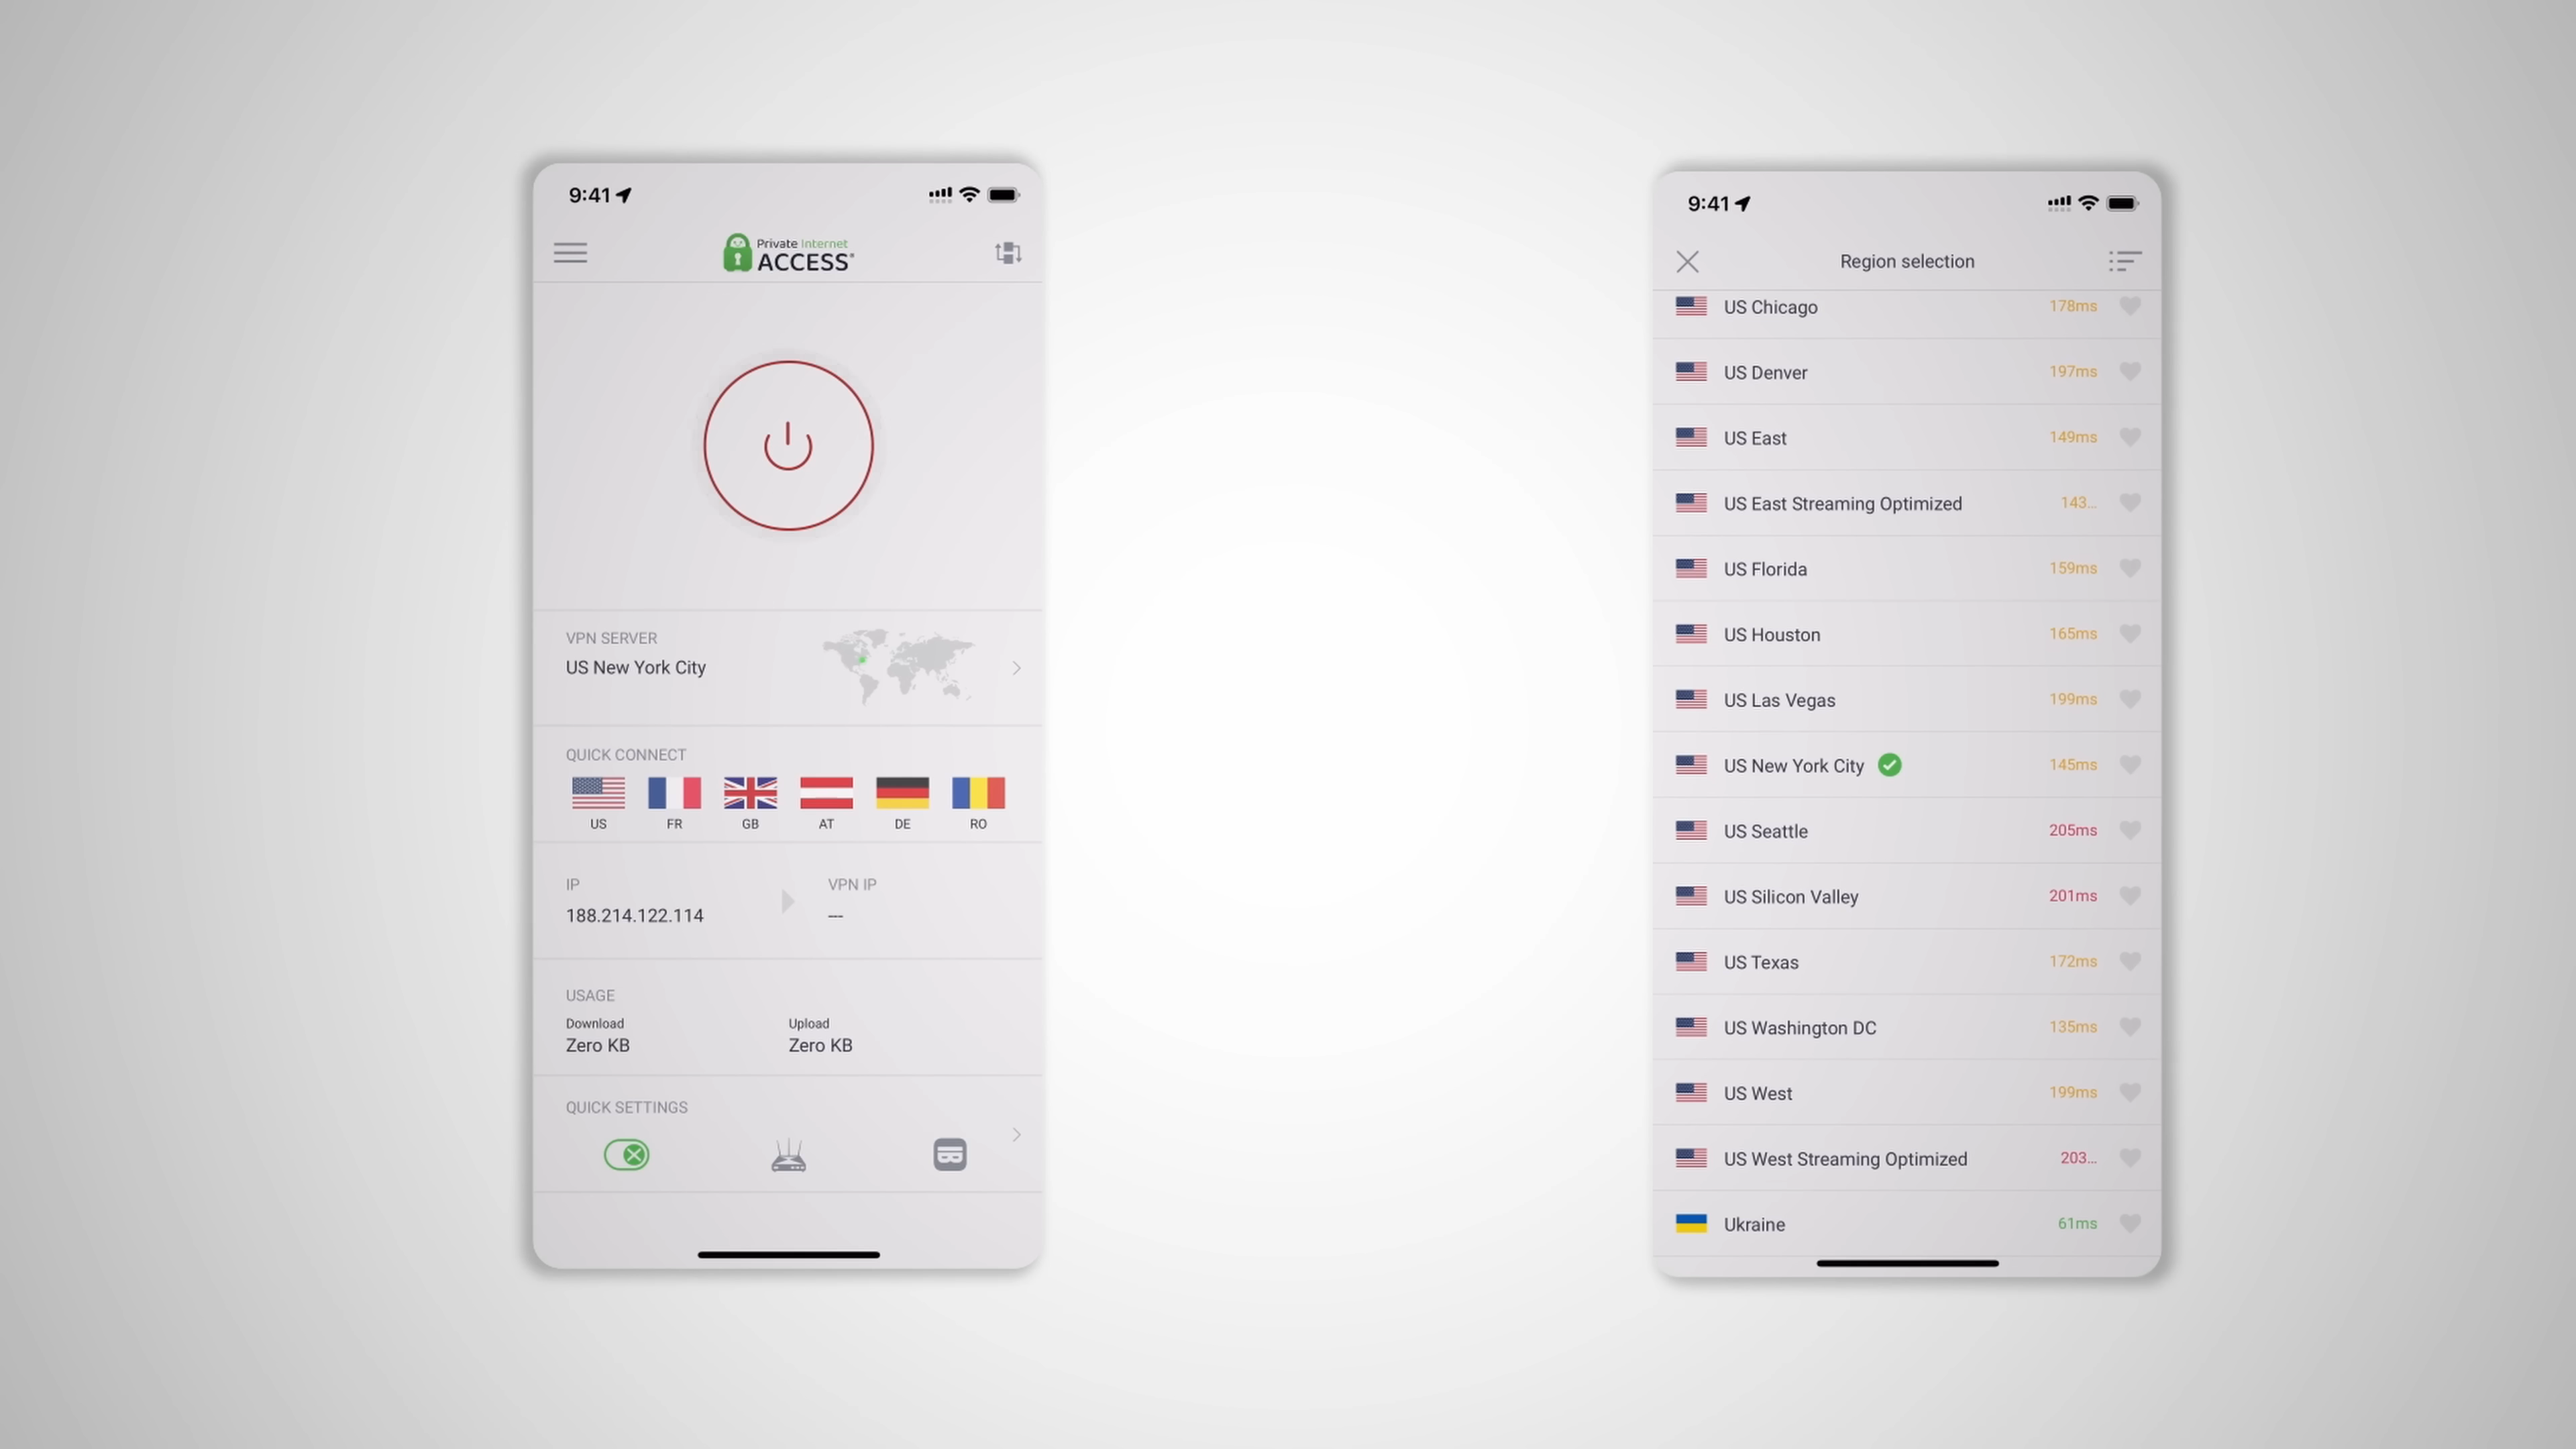 9:41
Private Internet
ACCESS®
VPN SERVER
US New York City
QUICK CONNECT
US FR GB AT DE RO
IP VPN IP
188.214.122.114 ---
USAGE
Download Upload
Zero KB Zero KB
QUICK SETTINGS
9:41
Region selection
US Chicago 178ms
US Denver 197ms
US East 149ms
US East Streaming Optimized 143...
US Florida 159ms
US Houston 165ms
US Las Vegas 199ms
US New York City 145ms
US Seattle 205ms
US Silicon Valley 201ms
US Texas 172ms
US Washington DC 135ms
US West 199ms
US West Streaming Optimized 203...
Ukraine 61ms